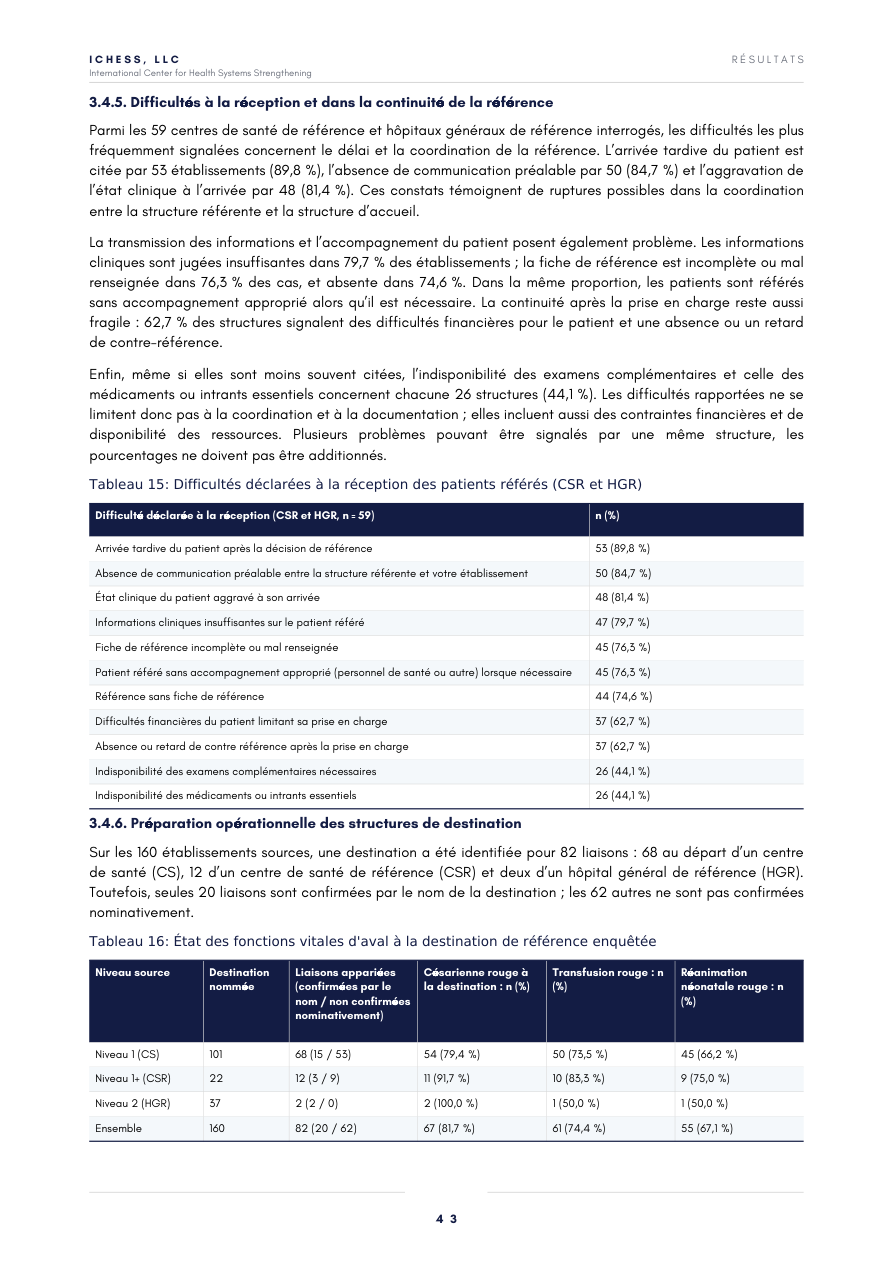 ICHESS, LLC
RÉSULTATS
International Center for Health Systems Strengthening
3.4.5. Difficultés à la réception et dans la continuité de la référence
Parmi les 59 centres de santé de référence et hôpitaux généraux de référence interrogés, les difficultés les plus
fréquemment signalées concernent le délai et la coordination de la référence. L’arrivée tardive du patient est
citée par 53 établissements (89,8 %), l’absence de communication préalable par 50 (84,7 %) et l’aggravation de
l’état clinique à l’arrivée par 48 (81,4 %). Ces constats témoignent de ruptures possibles dans la coordination
entre la structure référente et la structure d’accueil.
La transmission des informations et l’accompagnement du patient posent également problème. Les informations
cliniques sont jugées insuffisantes dans 79,7 % des établissements ; la fiche de référence est incomplète ou mal
renseignée dans 76,3 % des cas, et absente dans 74,6 %. Dans la même proportion, les patients sont référés
sans accompagnement approprié alors qu’il est nécessaire. La continuité après la prise en charge reste aussi
fragile : 62,7 % des structures signalent des difficultés financières pour le patient et une absence ou un retard
de contre-référence.
Enfin, même si elles sont moins souvent citées, l’indisponibilité des examens complémentaires et celle des
médicaments ou intrants essentiels concernent chacune 26 structures (44,1 %). Les difficultés rapportées ne se
limitent donc pas à la coordination et à la documentation ; elles incluent aussi des contraintes financières et de
disponibilité des ressources. Plusieurs problèmes pouvant être signalés par une même structure, les
pourcentages ne doivent pas être additionnés.
Tableau 15: Difficultés déclarées à la réception des patients référés (CSR et HGR)
Difficulté déclarée à la réception (CSR et HGR, n = 59) n (%)
Arrivée tardive du patient après la décision de référence 53 (89,8 %)
Absence de communication préalable entre la structure référente et votre établissement 50 (84,7 %)
État clinique du patient aggravé à son arrivée 48 (81,4 %)
Informations cliniques insuffisantes sur le patient référé 47 (79,7 %)
Fiche de référence incomplète ou mal renseignée 45 (76,3 %)
Patient référé sans accompagnement approprié (personnel de santé ou autre) lorsque nécessaire 45 (76,3 %)
Référence sans fiche de référence 44 (74,6 %)
Difficultés financières du patient limitant sa prise en charge 37 (62,7 %)
Absence ou retard de contre référence après la prise en charge 37 (62,7 %)
Indisponibilité des examens complémentaires nécessaires 26 (44,1 %)
Indisponibilité des médicaments ou intrants essentiels 26 (44,1 %)
3.4.6. Préparation opérationnelle des structures de destination
Sur les 160 établissements sources, une destination a été identifiée pour 82 liaisons : 68 au départ d’un centre
de santé (CS), 12 d’un centre de santé de référence (CSR) et deux d’un hôpital général de référence (HGR).
Toutefois, seules 20 liaisons sont confirmées par le nom de la destination ; les 62 autres ne sont pas confirmées
nominativement.
Tableau 16: État des fonctions vitales d'aval à la destination de référence enquêtée
Niveau source
Destination
nommée
Liaisons appariées
(confirmées par le
nom / non confirmées
nominativement)
Césarienne rouge à
la destination : n (%)
Transfusion rouge : n
(%)
Réanimation
néonatale rouge : n
(%)
Niveau 1 (CS) 101 68 (15 / 53) 54 (79,4 %) 50 (73,5 %) 45 (66,2 %)
Niveau 1+ (CSR) 22 12 (3 / 9) 11 (91,7 %) 10 (83,3 %) 9 (75,0 %)
Niveau 2 (HGR) 37 2 (2 / 0) 2 (100,0 %) 1 (50,0 %) 1 (50,0 %)
Ensemble 160 82 (20 / 62) 67 (81,7 %) 61 (74,4 %) 55 (67,1 %)
43